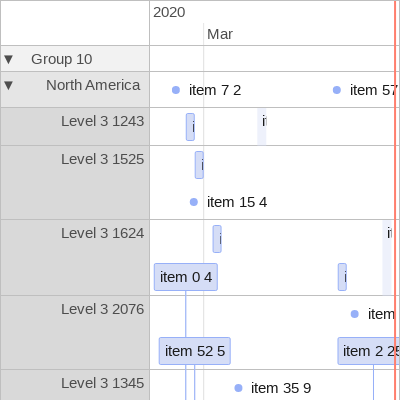 2020
Mar
▼ Group 10
▼ North America
item 7 2
item 57
Level 3 1243
Level 3 1525
item 15 4
Level 3 1624
item 0 4
Level 3 2076
item
item 52 5
item 2 25
Level 3 1345
item 35 9